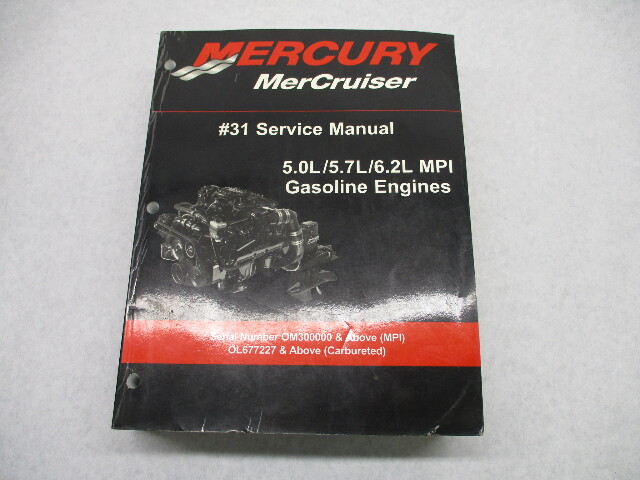 MERCURY
MerCruiser
#31 Service Manual
5.0L/5.7L/6.2L MPI
Gasoline Engines
Serial Number OM300000 & Above (MPI)
OL677227 & Above (Carbureted)